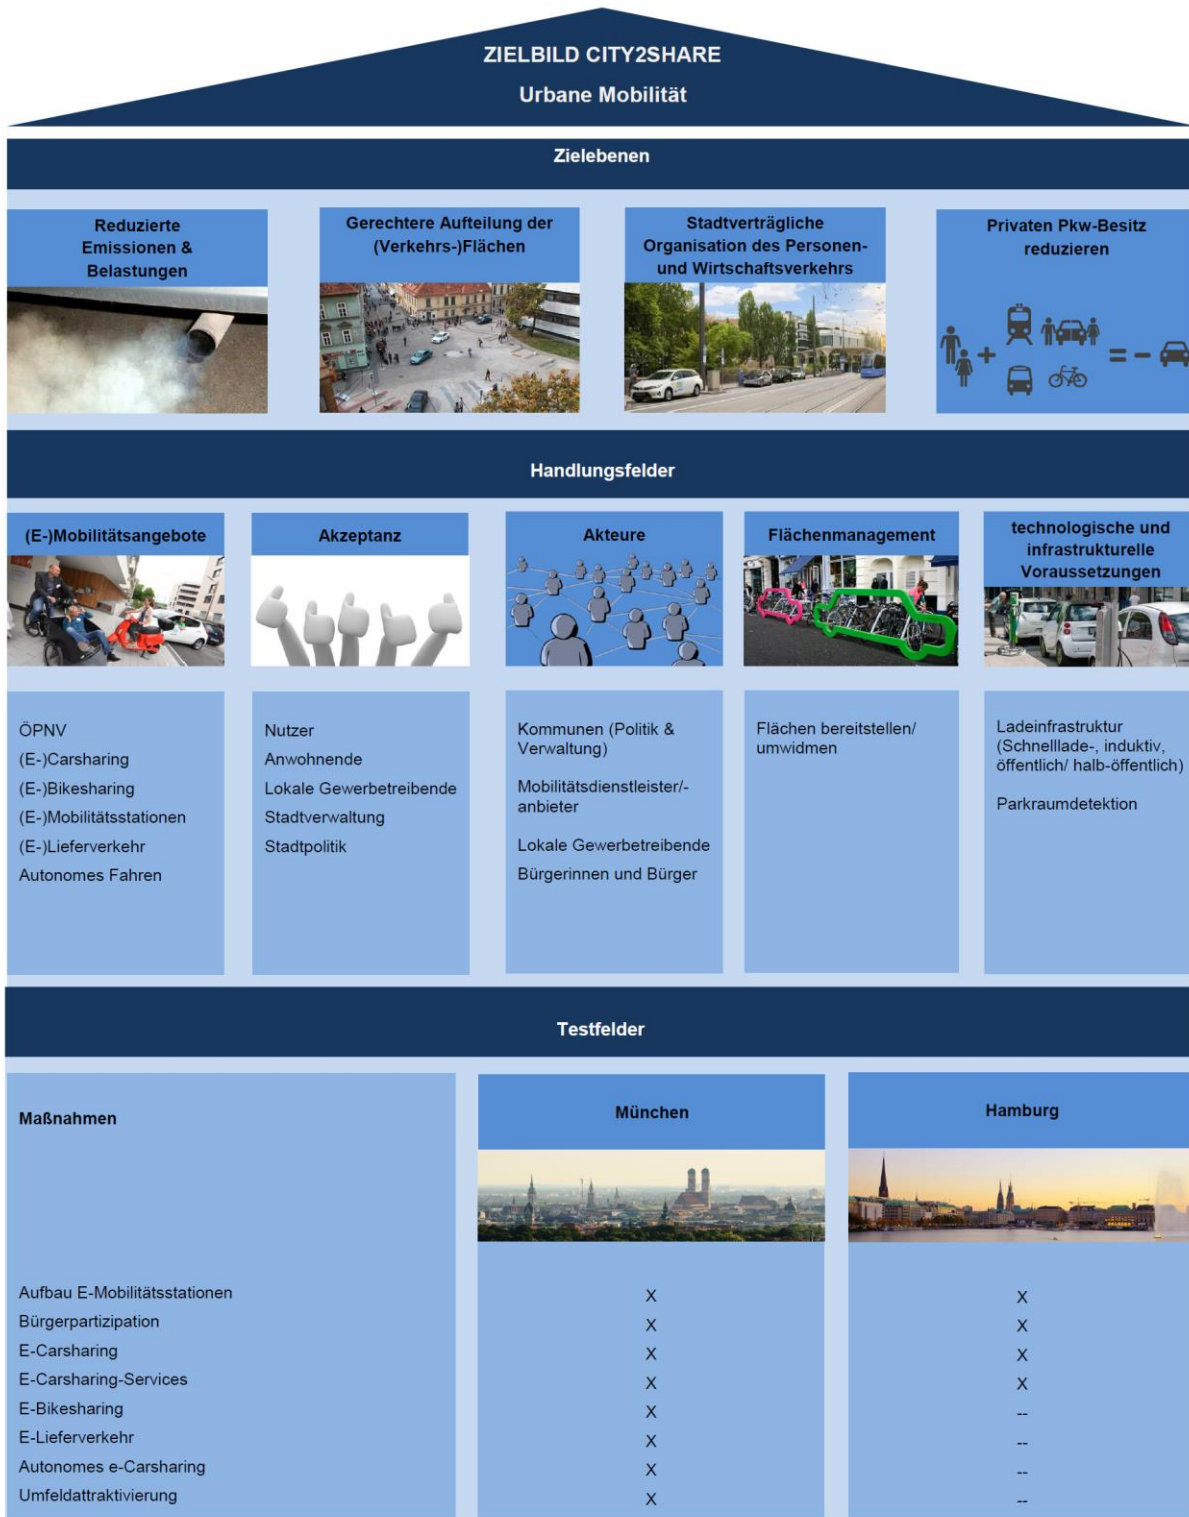 ZIELBILD CITY2SHARE
Urbane Mobilität
Zielebenen
Reduzierte
Emissionen &
Belastungen
Gerechtere Aufteilung der
(Verkehrs-)Flächen
Stadtverträgliche
Organisation des Personen-
und Wirtschaftsverkehrs
Privaten Pkw-Besitz
reduzieren
Handlungsfelder
(E-)Mobilitätsangebote
Akzeptanz
Akteure
Flächenmanagement
technologische und
infrastrukturelle
Voraussetzungen
ÖPNV
(E-)Carsharing
(E-)Bikesharing
(E-)Mobilitätsstationen
(E-)Lieferverkehr
Autonomes Fahren
Nutzer
Anwohnende
Lokale Gewerbetreibende
Stadtverwaltung
Stadtpolitik
Kommunen (Politik &
Verwaltung)
Mobilitätsdienstleister/-
anbieter
Lokale Gewerbetreibende
Bürgerinnen und Bürger
Flächen bereitstellen/
umwidmen
Ladeinfrastruktur
(Schnelllade-, induktiv,
öffentlich/ halb-öffentlich)
Parkraumdetektion
Testfelder
Maßnahmen
München
Hamburg
Aufbau E-Mobilitätsstationen X X
Bürgerpartizipation X X
E-Carsharing X X
E-Carsharing-Services X X
E-Bikesharing X --
E-Lieferverkehr X --
Autonomes e-Carsharing X --
Umfeldattraktivierung X --